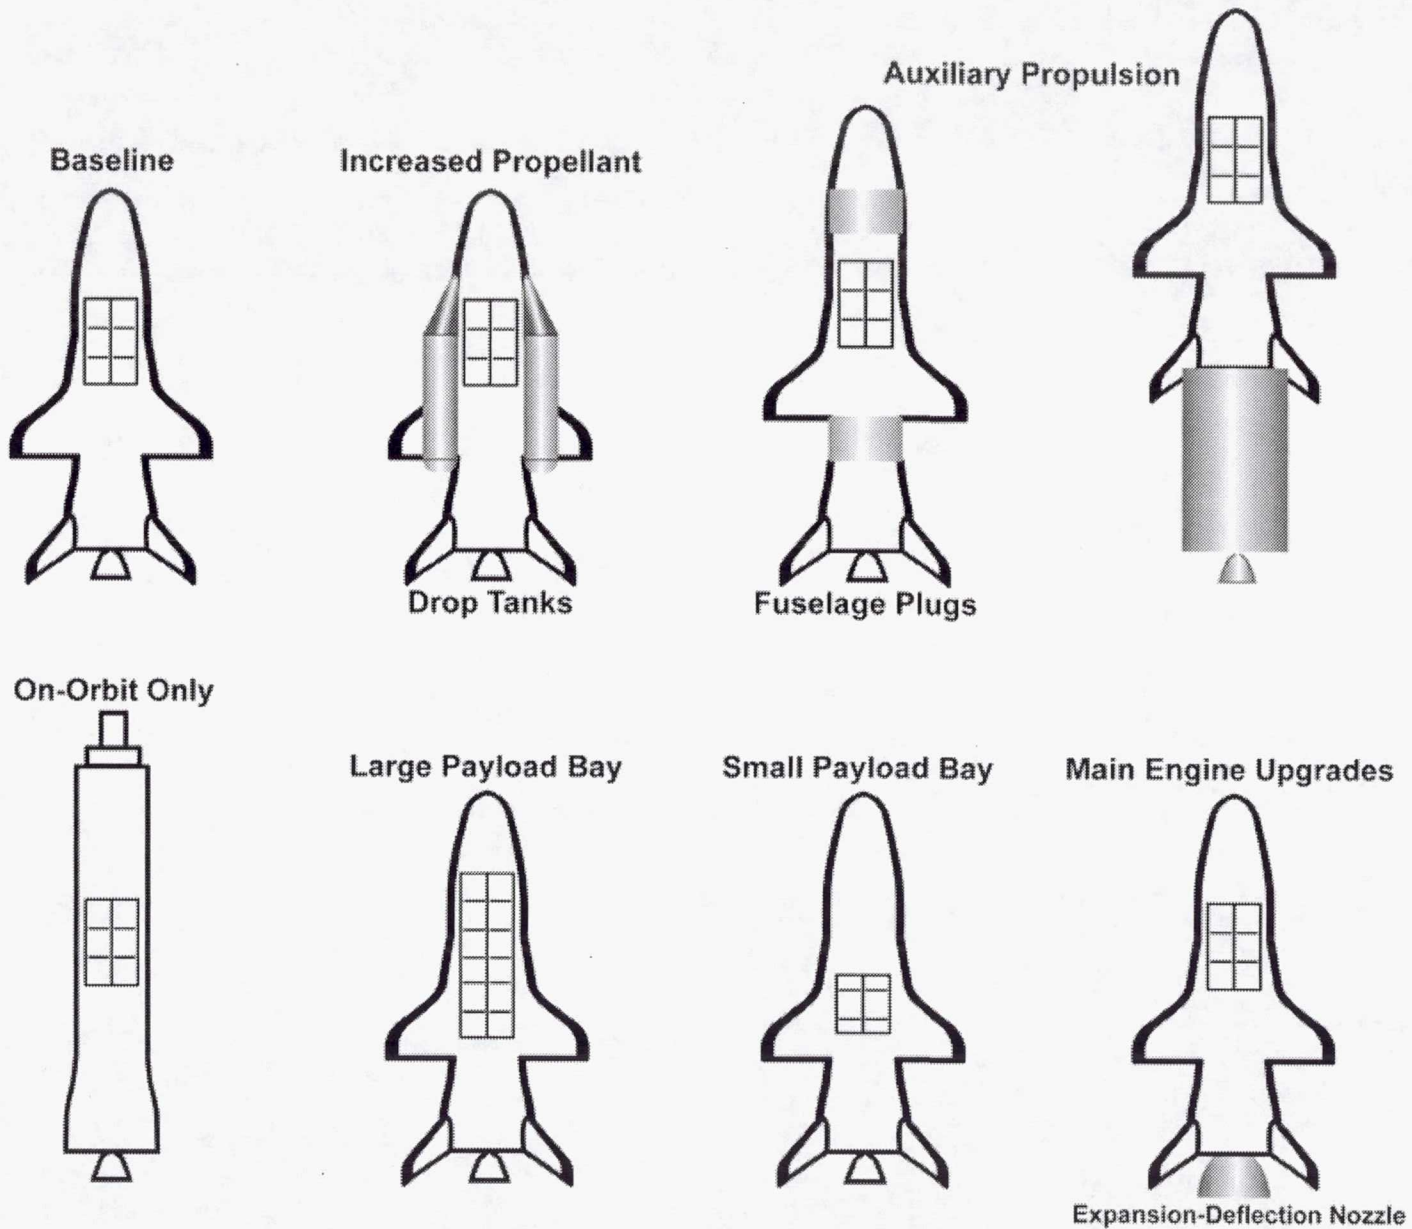 Auxiliary Propulsion
Baseline
Increased Propellant
Drop Tanks
Fuselage Plugs
On-Orbit Only
Large Payload Bay
Small Payload Bay
Main Engine Upgrades
Expansion-Deflection Nozzle